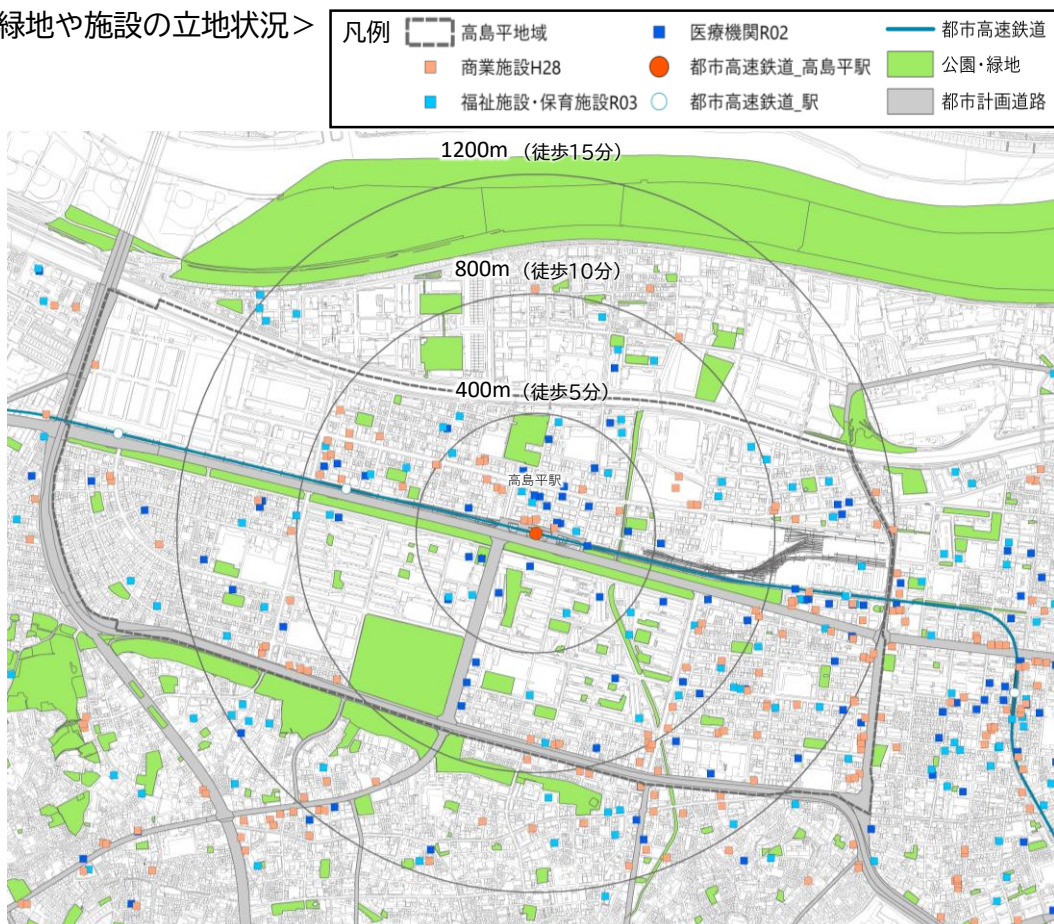 緑地や施設の立地状況＞
凡例
高島平地域
医療機関R02
都市高速鉄道
商業施設H28
都市高速鉄道_高島平駅
公園・緑地
福祉施設・保育施設R03
都市高速鉄道_駅
都市計画道路
1200m（徒歩15分）
800m（徒歩10分）
400m（徒歩5分）
高島平駅